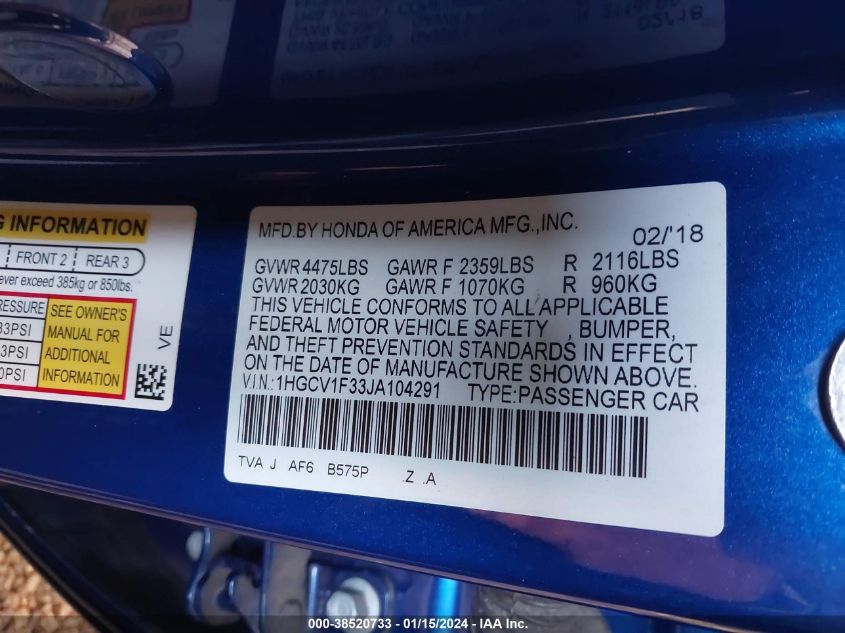 G INFORMATION
FRONT 2 REAR 3
ever exceed 385kg or 850lbs.
RESSURE
33PSI
3PSI
0PSI
SEE OWNER'S
MANUAL FOR
ADDITIONAL
INFORMATION
VE
MFD.BY HONDA OF AMERICA MFG.,INC. 02/'18
GVWR 4475LBS GAWR F 2359LBS R 2116LBS
GVWR 2030KG GAWR F 1070KG R 960KG
THIS VEHICLE CONFORMS TO ALL APPLICABLE
FEDERAL MOTOR VEHICLE SAFETY , BUMPER,
AND THEFT PREVENTION STANDARDS IN EFFECT
ON THE DATE OF MANUFACTURE SHOWN ABOVE.
V.I.N.:1HGCV1F33JA104291 TYPE:PASSENGER CAR
TVA J AF6 B575P .Z .A
000-38520733 - 01/15/2024 - IAA Inc.